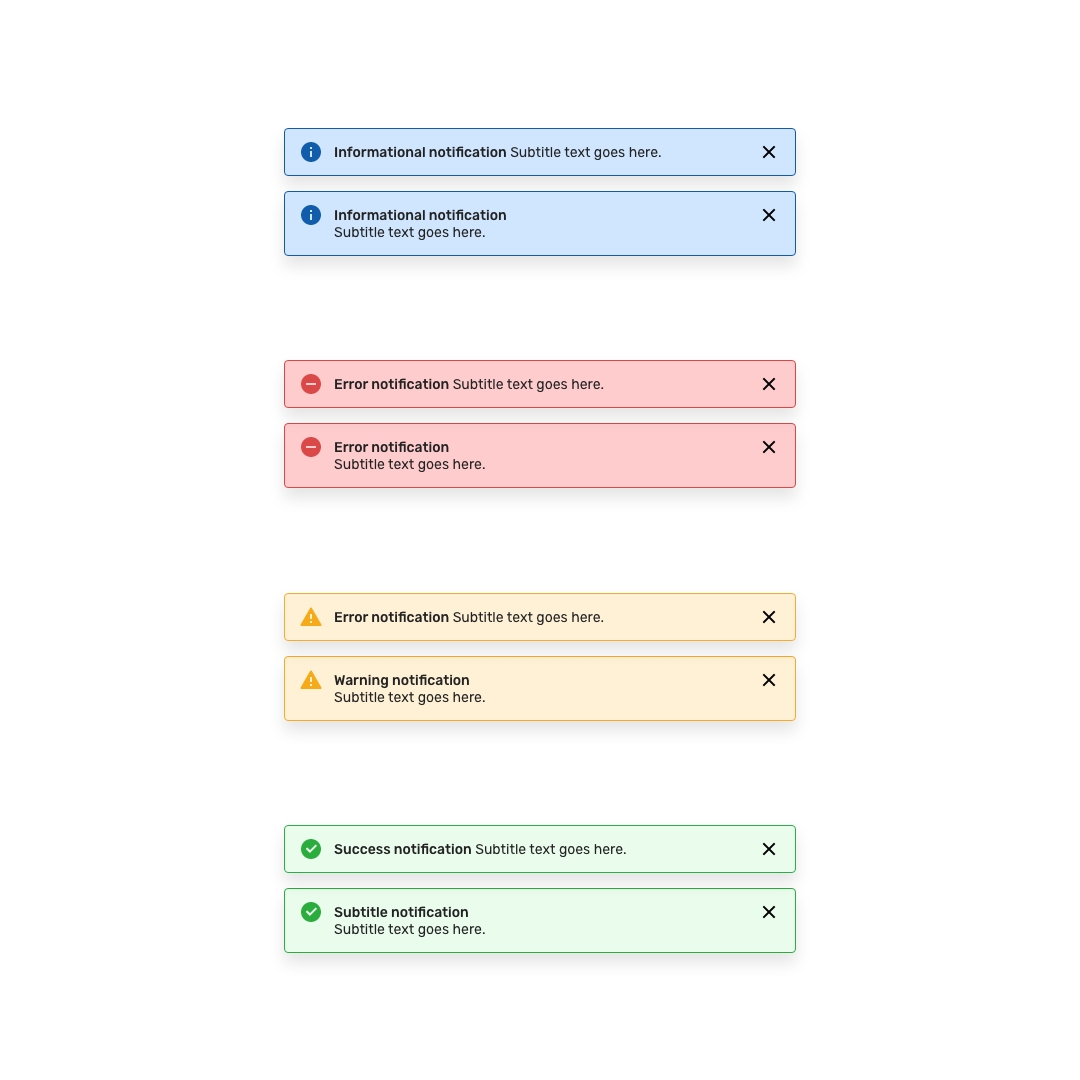 Informational notification Subtitle text goes here.
Informational notification
Subtitle text goes here.
Error notification Subtitle text goes here.
Error notification
Subtitle text goes here.
Error notification Subtitle text goes here.
Warning notification
Subtitle text goes here.
Success notification Subtitle text goes here.
Subtitle notification
Subtitle text goes here.